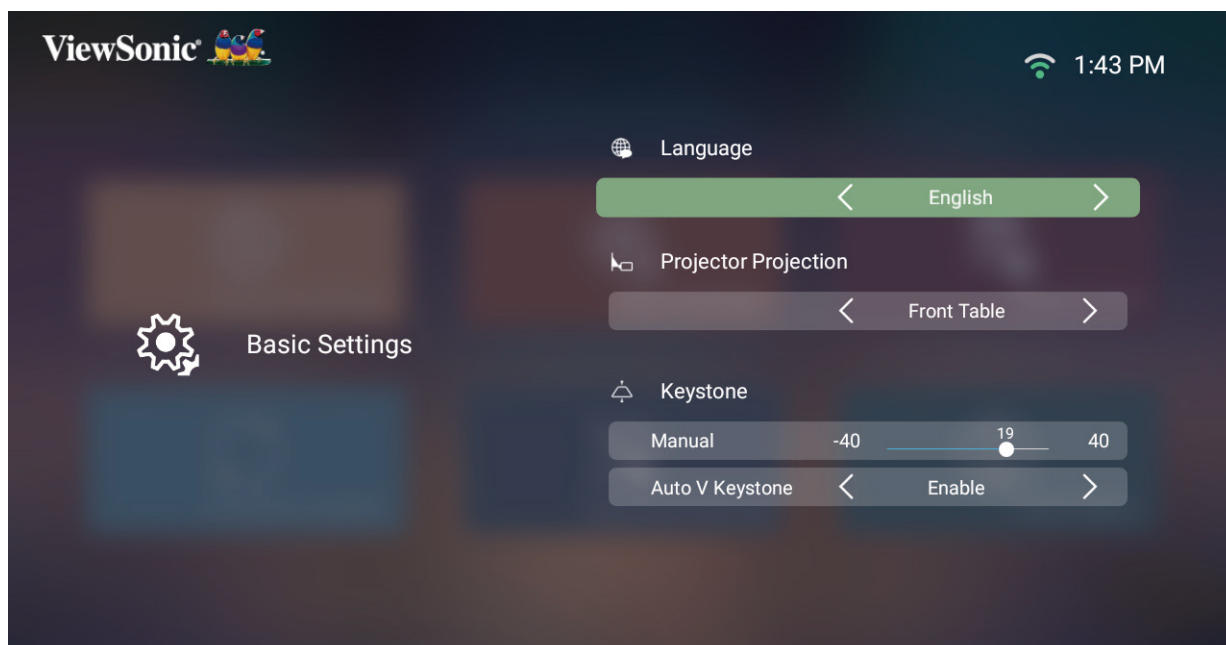 ViewSonic®
1:43 PM
Language
English
Projector Projection
Front Table
Basic Settings
Keystone
Manual -40 19 40
Auto V Keystone Enable